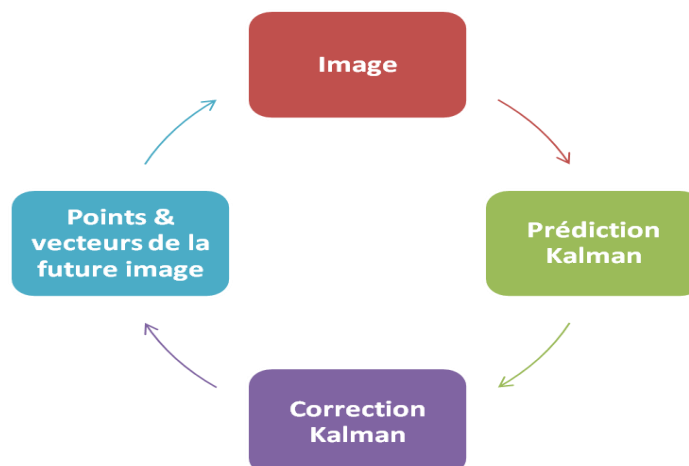 Image
Prédiction
Kalman
Correction
Kalman
Points &
vecteurs de la
future image